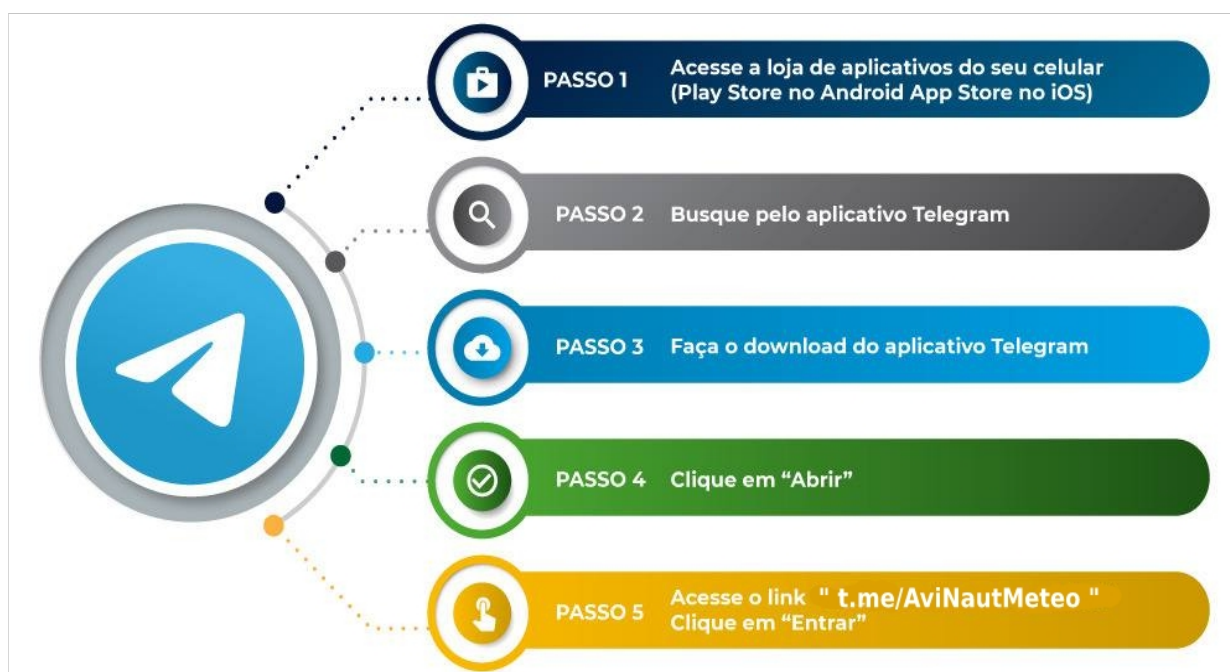 PASSO 1
Acesse a loja de aplicativos do seu celular
(Play Store no Android App Store no iOS)
PASSO 2
Busque pelo aplicativo Telegram
PASSO 3
Faça o download do aplicativo Telegram
PASSO 4
Clique em “Abrir”
PASSO 5
Acesse o link " t.me/AviNautMeteo "
Clique em “Entrar”